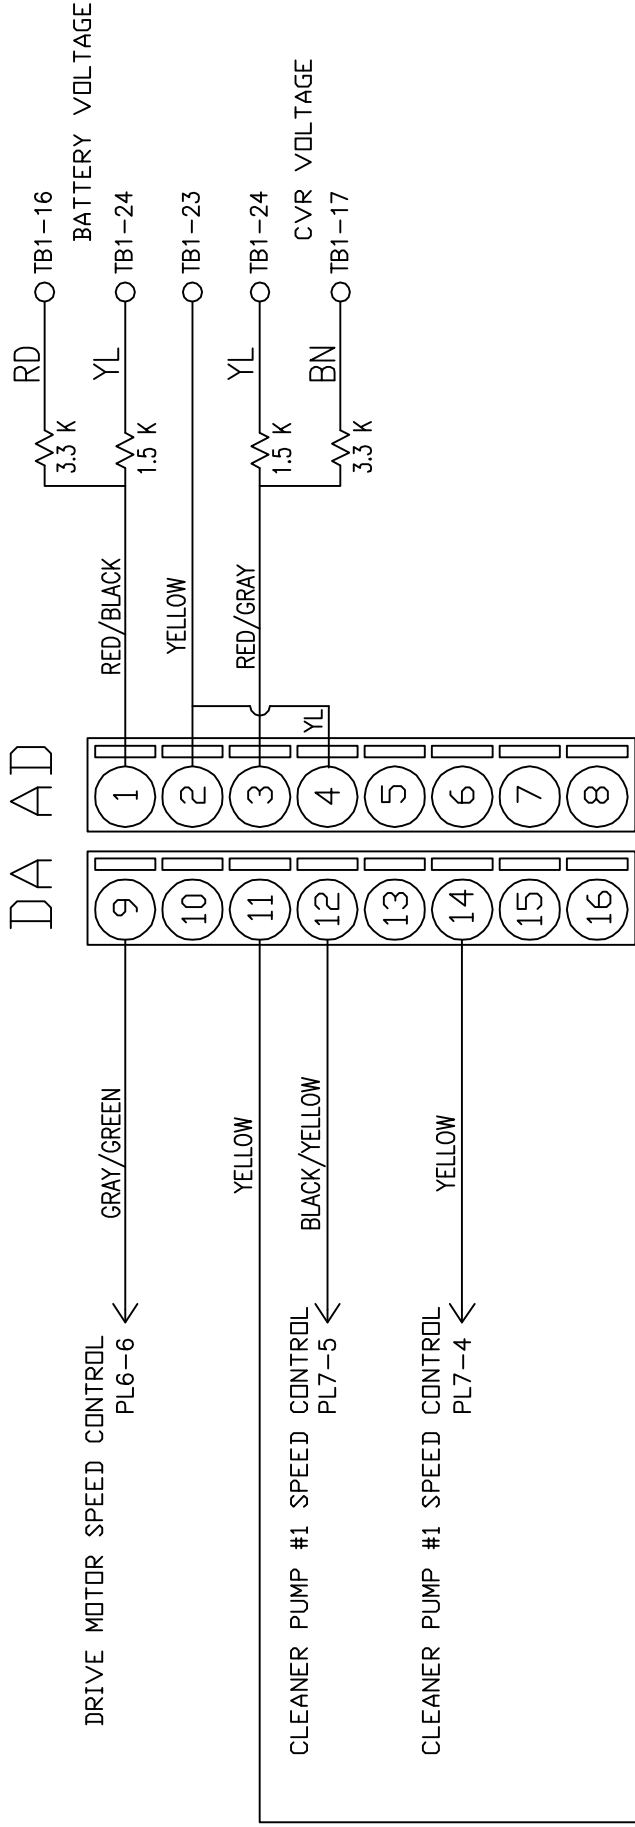 DA AD
RD
TB1-16
3.3 K
BATTERY VOLTAGE
YL
TB1-24
1.5 K
RED/BLACK
YELLOW
TB1-23
YL
TB1-24
1.5 K
RED/GRAY
CVR VOLTAGE
BN
TB1-17
3.3 K
YL
1
2
3
4
5
6
7
8
9
10
11
12
13
14
15
16
GRAY/GREEN
DRIVE MOTOR SPEED CONTROL
PL6-6
YELLOW
BLACK/YELLOW
CLEANER PUMP #1 SPEED CONTROL
PL7-5
YELLOW
CLEANER PUMP #1 SPEED CONTROL
PL7-4